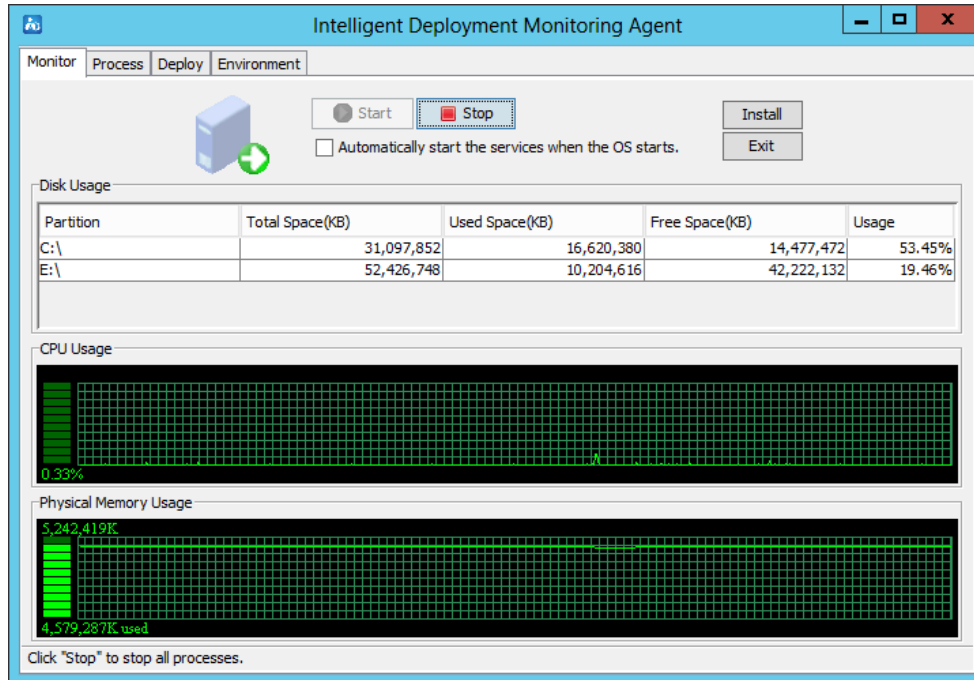 Intelligent Deployment Monitoring Agent
Monitor Process Deploy Environment
Start Stop Install
Automatically start the services when the OS starts. Exit
Disk Usage
Partition Total Space(KB) Used Space(KB) Free Space(KB) Usage
C:\ 31,097,852 16,620,380 14,477,472 53.45%
E:\ 52,426,748 10,204,616 42,222,132 19.46%
CPU Usage
0.33%
Physical Memory Usage
5,242,419K
4,579,287K used
Click "Stop" to stop all processes.